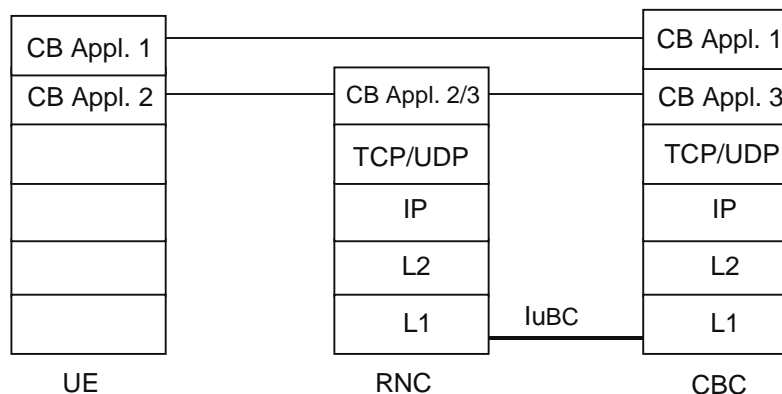 CB Appl. 1
CB Appl. 1
CB Appl. 2
CB Appl. 2/3
CB Appl. 3
TCP/UDP
TCP/UDP
IP
IP
L2
L2
L1
IuBC
L1
UE
RNC
CBC